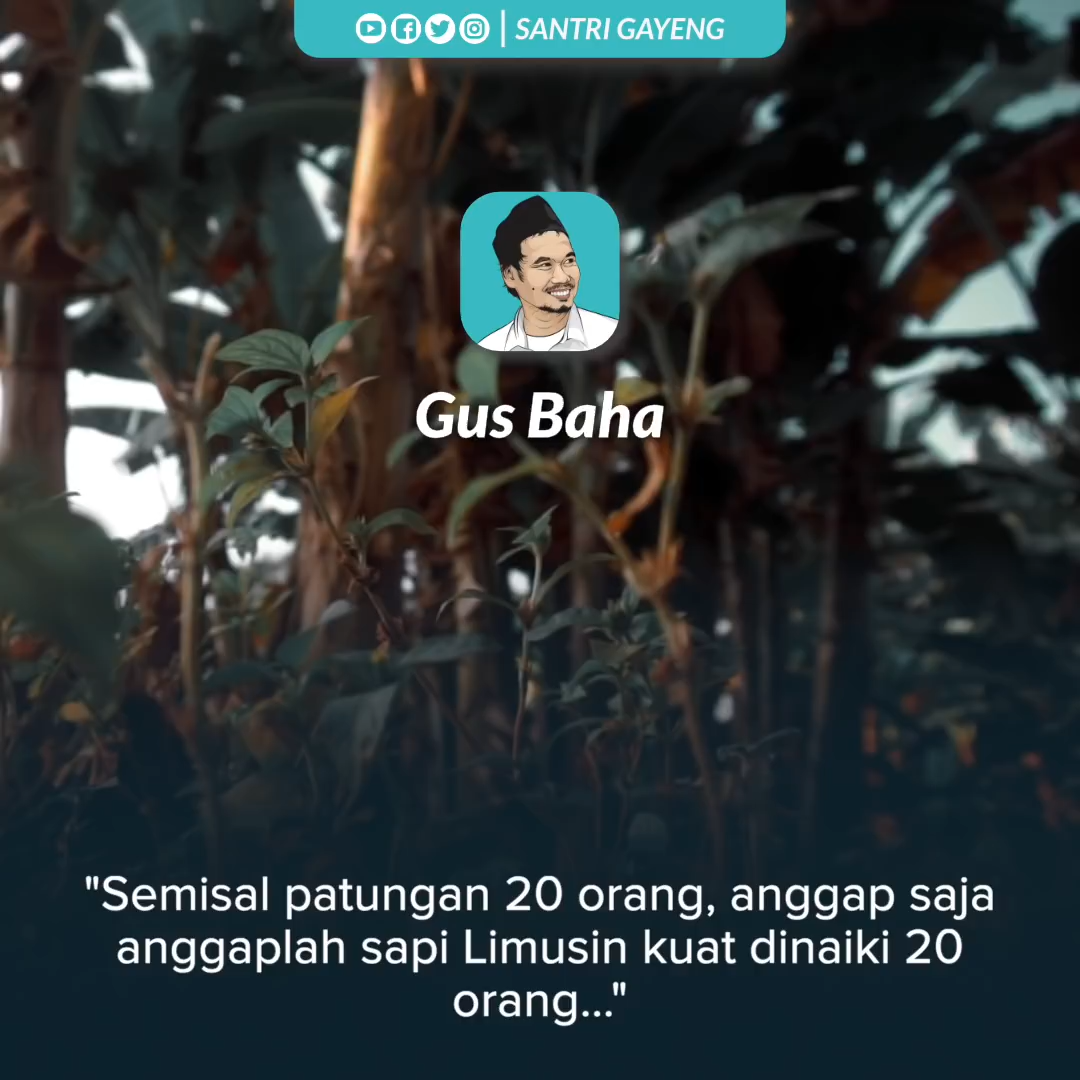 SANTRI GAYENG
Gus Baha
"Semisal patungan 20 orang, anggap saja
anggaplah sapi Limusin kuat dinaiki 20
orang..."